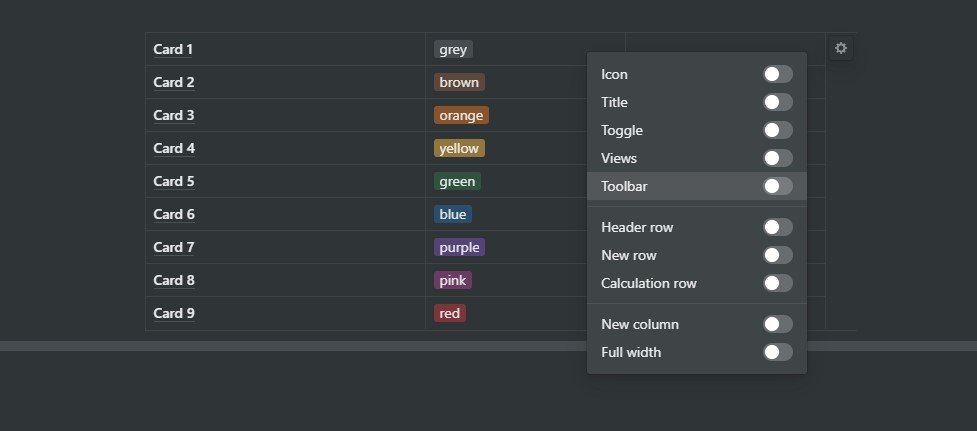 Card 1 grey
Card 2 brown
Card 3 orange
Card 4 yellow
Card 5 green
Card 6 blue
Card 7 purple
Card 8 pink
Card 9 red
Icon
Title
Toggle
Views
Toolbar
Header row
New row
Calculation row
New column
Full width